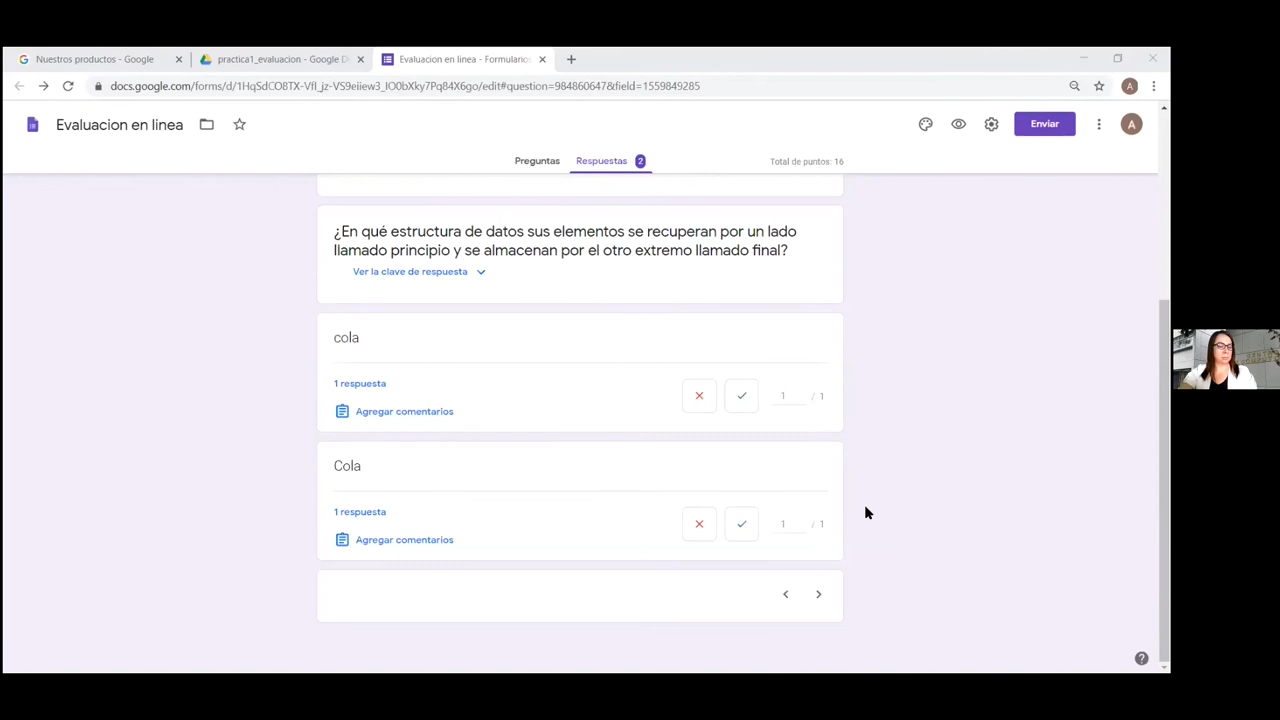 Nuestros productos - Google
practica1_evaluacion - Google D
Evaluacion en linea - Formularios
docs.google.com/forms/d/1HqSdCO8TX-Vfl_jz-VS9eiiew3_IO0bXky7Pq84X6go/edit#question=984860647&field=1559849285
A
Evaluacion en linea
Enviar
A
Preguntas
Respuestas 2
Total de puntos: 16
¿En qué estructura de datos sus elementos se recuperan por un lado
llamado principio y se almacenan por el otro extremo llamado final?
Ver la clave de respuesta
cola
1 respuesta
1 / 1
Agregar comentarios
Cola
1 respuesta
1 / 1
Agregar comentarios